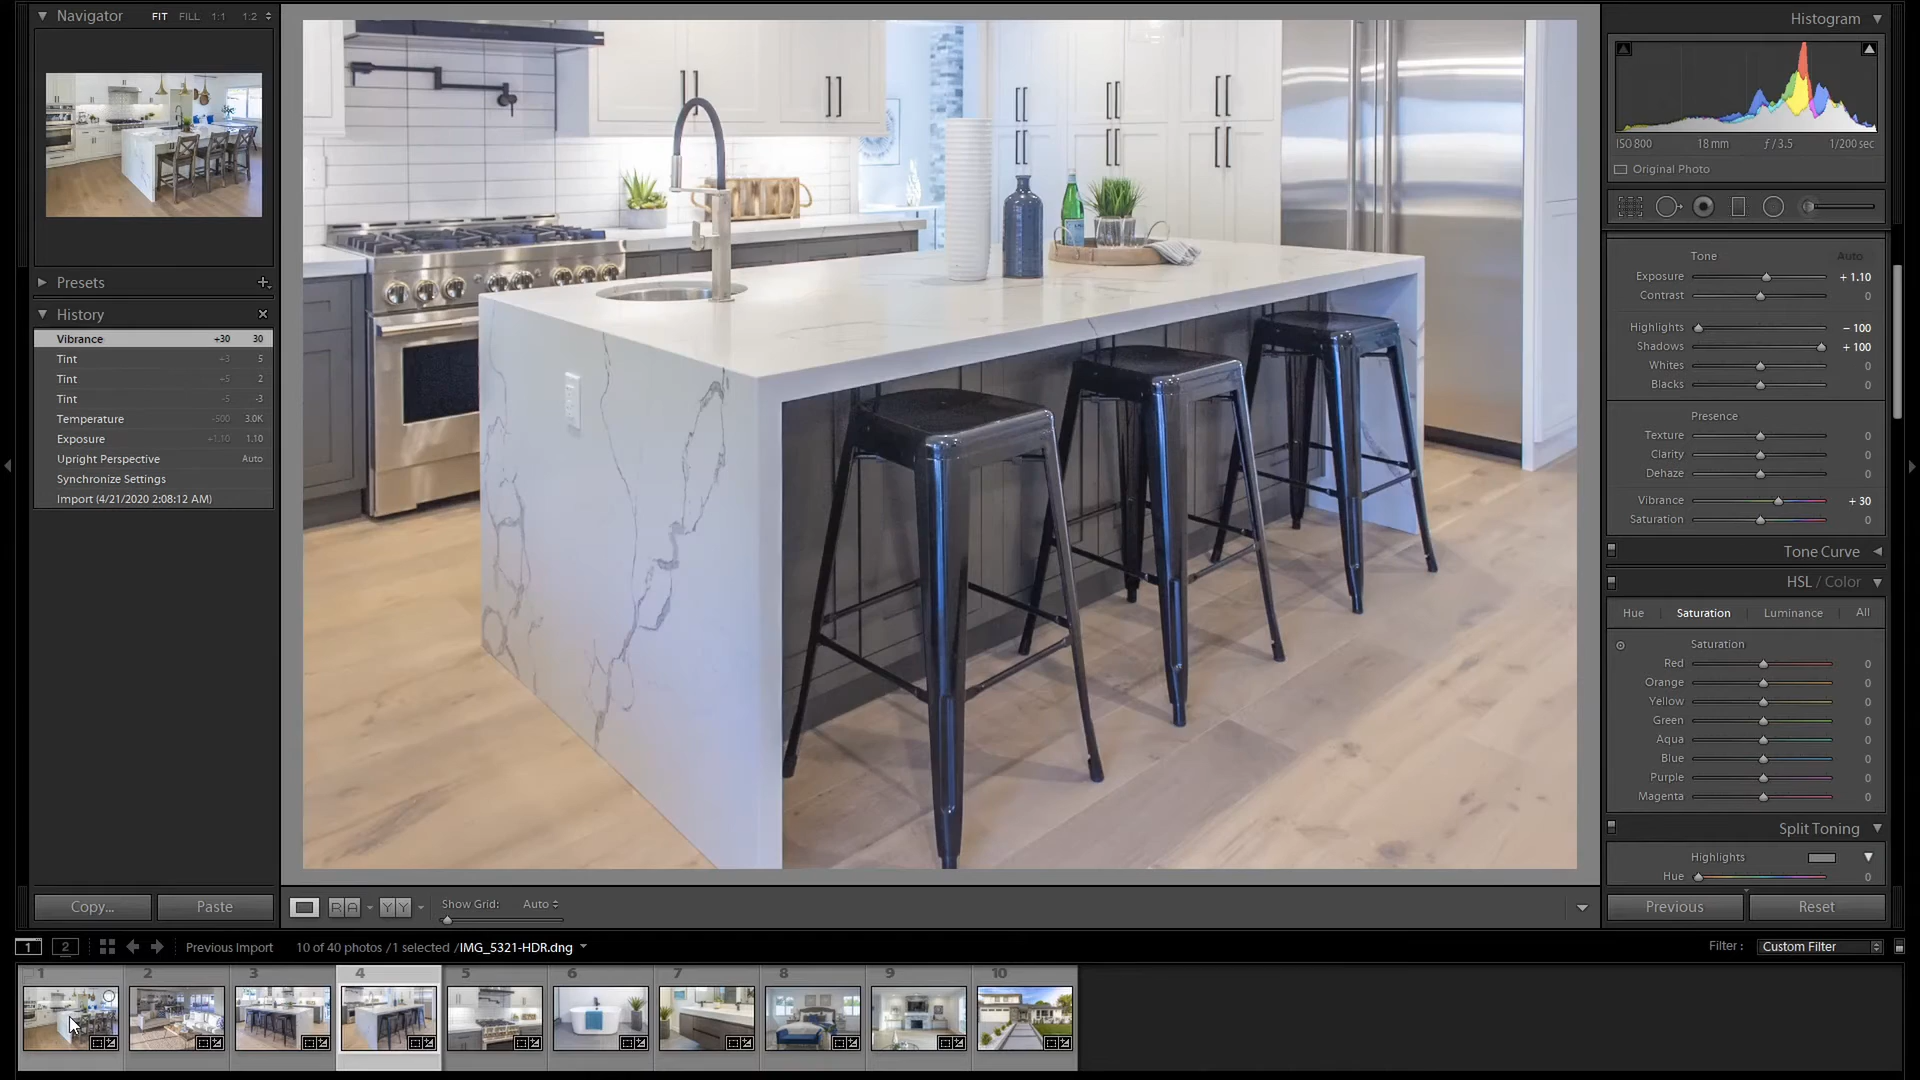 Navigator FIT FILL 1:1 1:2
Presets
History
Vibrance +30 30
Tint +3 5
Tint +5 2
Tint -5 -3
Temperature -500 3.0K
Exposure +1.10 1.10
Upright Perspective Auto
Synchronize Settings
Import (4/21/2020 2:08:12 AM)
Copy... Paste
Show Grid: Auto
Histogram
ISO 800 18 mm ƒ / 3.5 1/200 sec
Original Photo
Tone Auto
Exposure + 1.10
Contrast 0
Highlights − 100
Shadows + 100
Whites 0
Blacks 0
Presence
Texture 0
Clarity 0
Dehaze 0
Vibrance + 30
Saturation 0
Tone Curve
HSL / Color
Hue Saturation Luminance All
Saturation
Red 0
Orange 0
Yellow 0
Green 0
Aqua 0
Blue 0
Purple 0
Magenta 0
Split Toning
Highlights
Hue 0
Previous Reset
1 2 Previous Import 10 of 40 photos / 1 selected / IMG_5321-HDR.dng Filter : Custom Filter
1 2 3 4 5 6 7 8 9 10